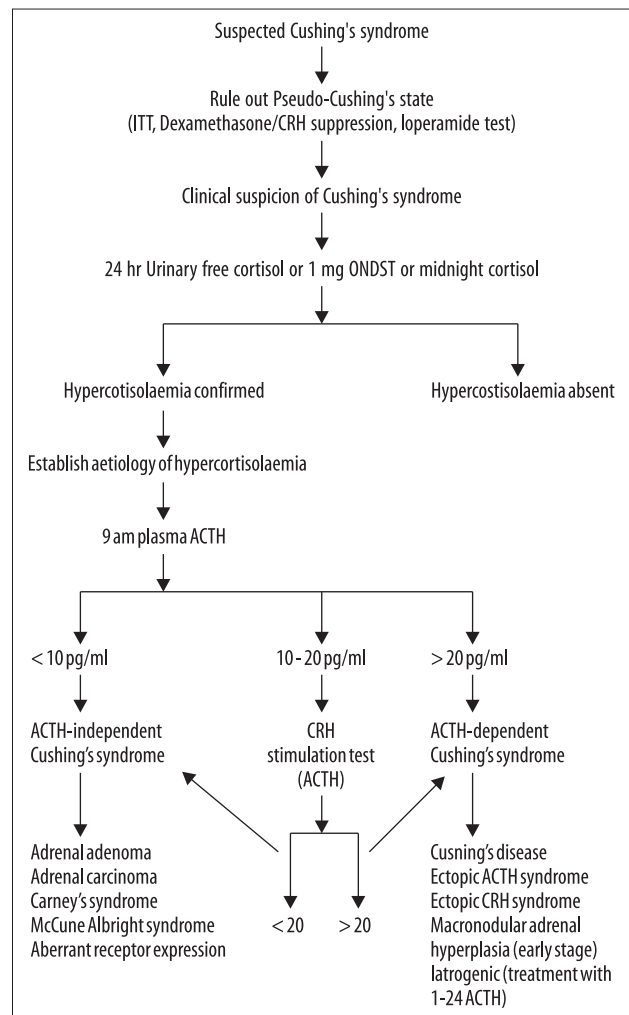 Suspected Cushing's syndrome
Rule out Pseudo-Cushing's state
(ITT, Dexamethasone/CRH suppression, loperamide test)
Clinical suspicion of Cushing's syndrome
24 hr Urinary free cortisol or 1 mg ONDST or midnight cortisol
Hypercotisolaemia confirmed
Hypercostisolaemia absent
Establish aetiology of hypercortisolaemia
9 am plasma ACTH
< 10 pg/ml
10 - 20 pg/ml
> 20 pg/ml
ACTH-independent
Cushing's syndrome
CRH
stimulation test
(ACTH)
ACTH-dependent
Cushing's syndrome
< 20
> 20
Adrenal adenoma
Adrenal carcinoma
Carney's syndrome
McCune Albright syndrome
Aberrant receptor expression
Cusning's disease
Ectopic ACTH syndrome
Ectopic CRH syndrome
Macronodular adrenal
hyperplasia (early stage)
Iatrogenic (treatment with
1-24 ACTH)